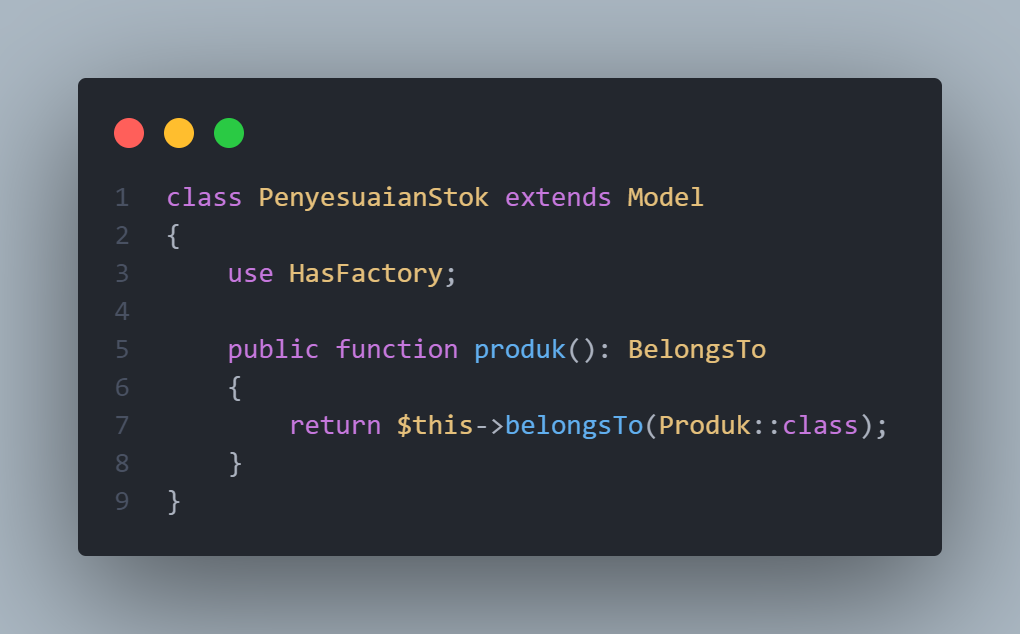 1 class PenyesuaianStok extends Model
2 {
3     use HasFactory;
4
5     public function produk(): BelongsTo
6     {
7         return $this->belongsTo(Produk::class);
8     }
9 }